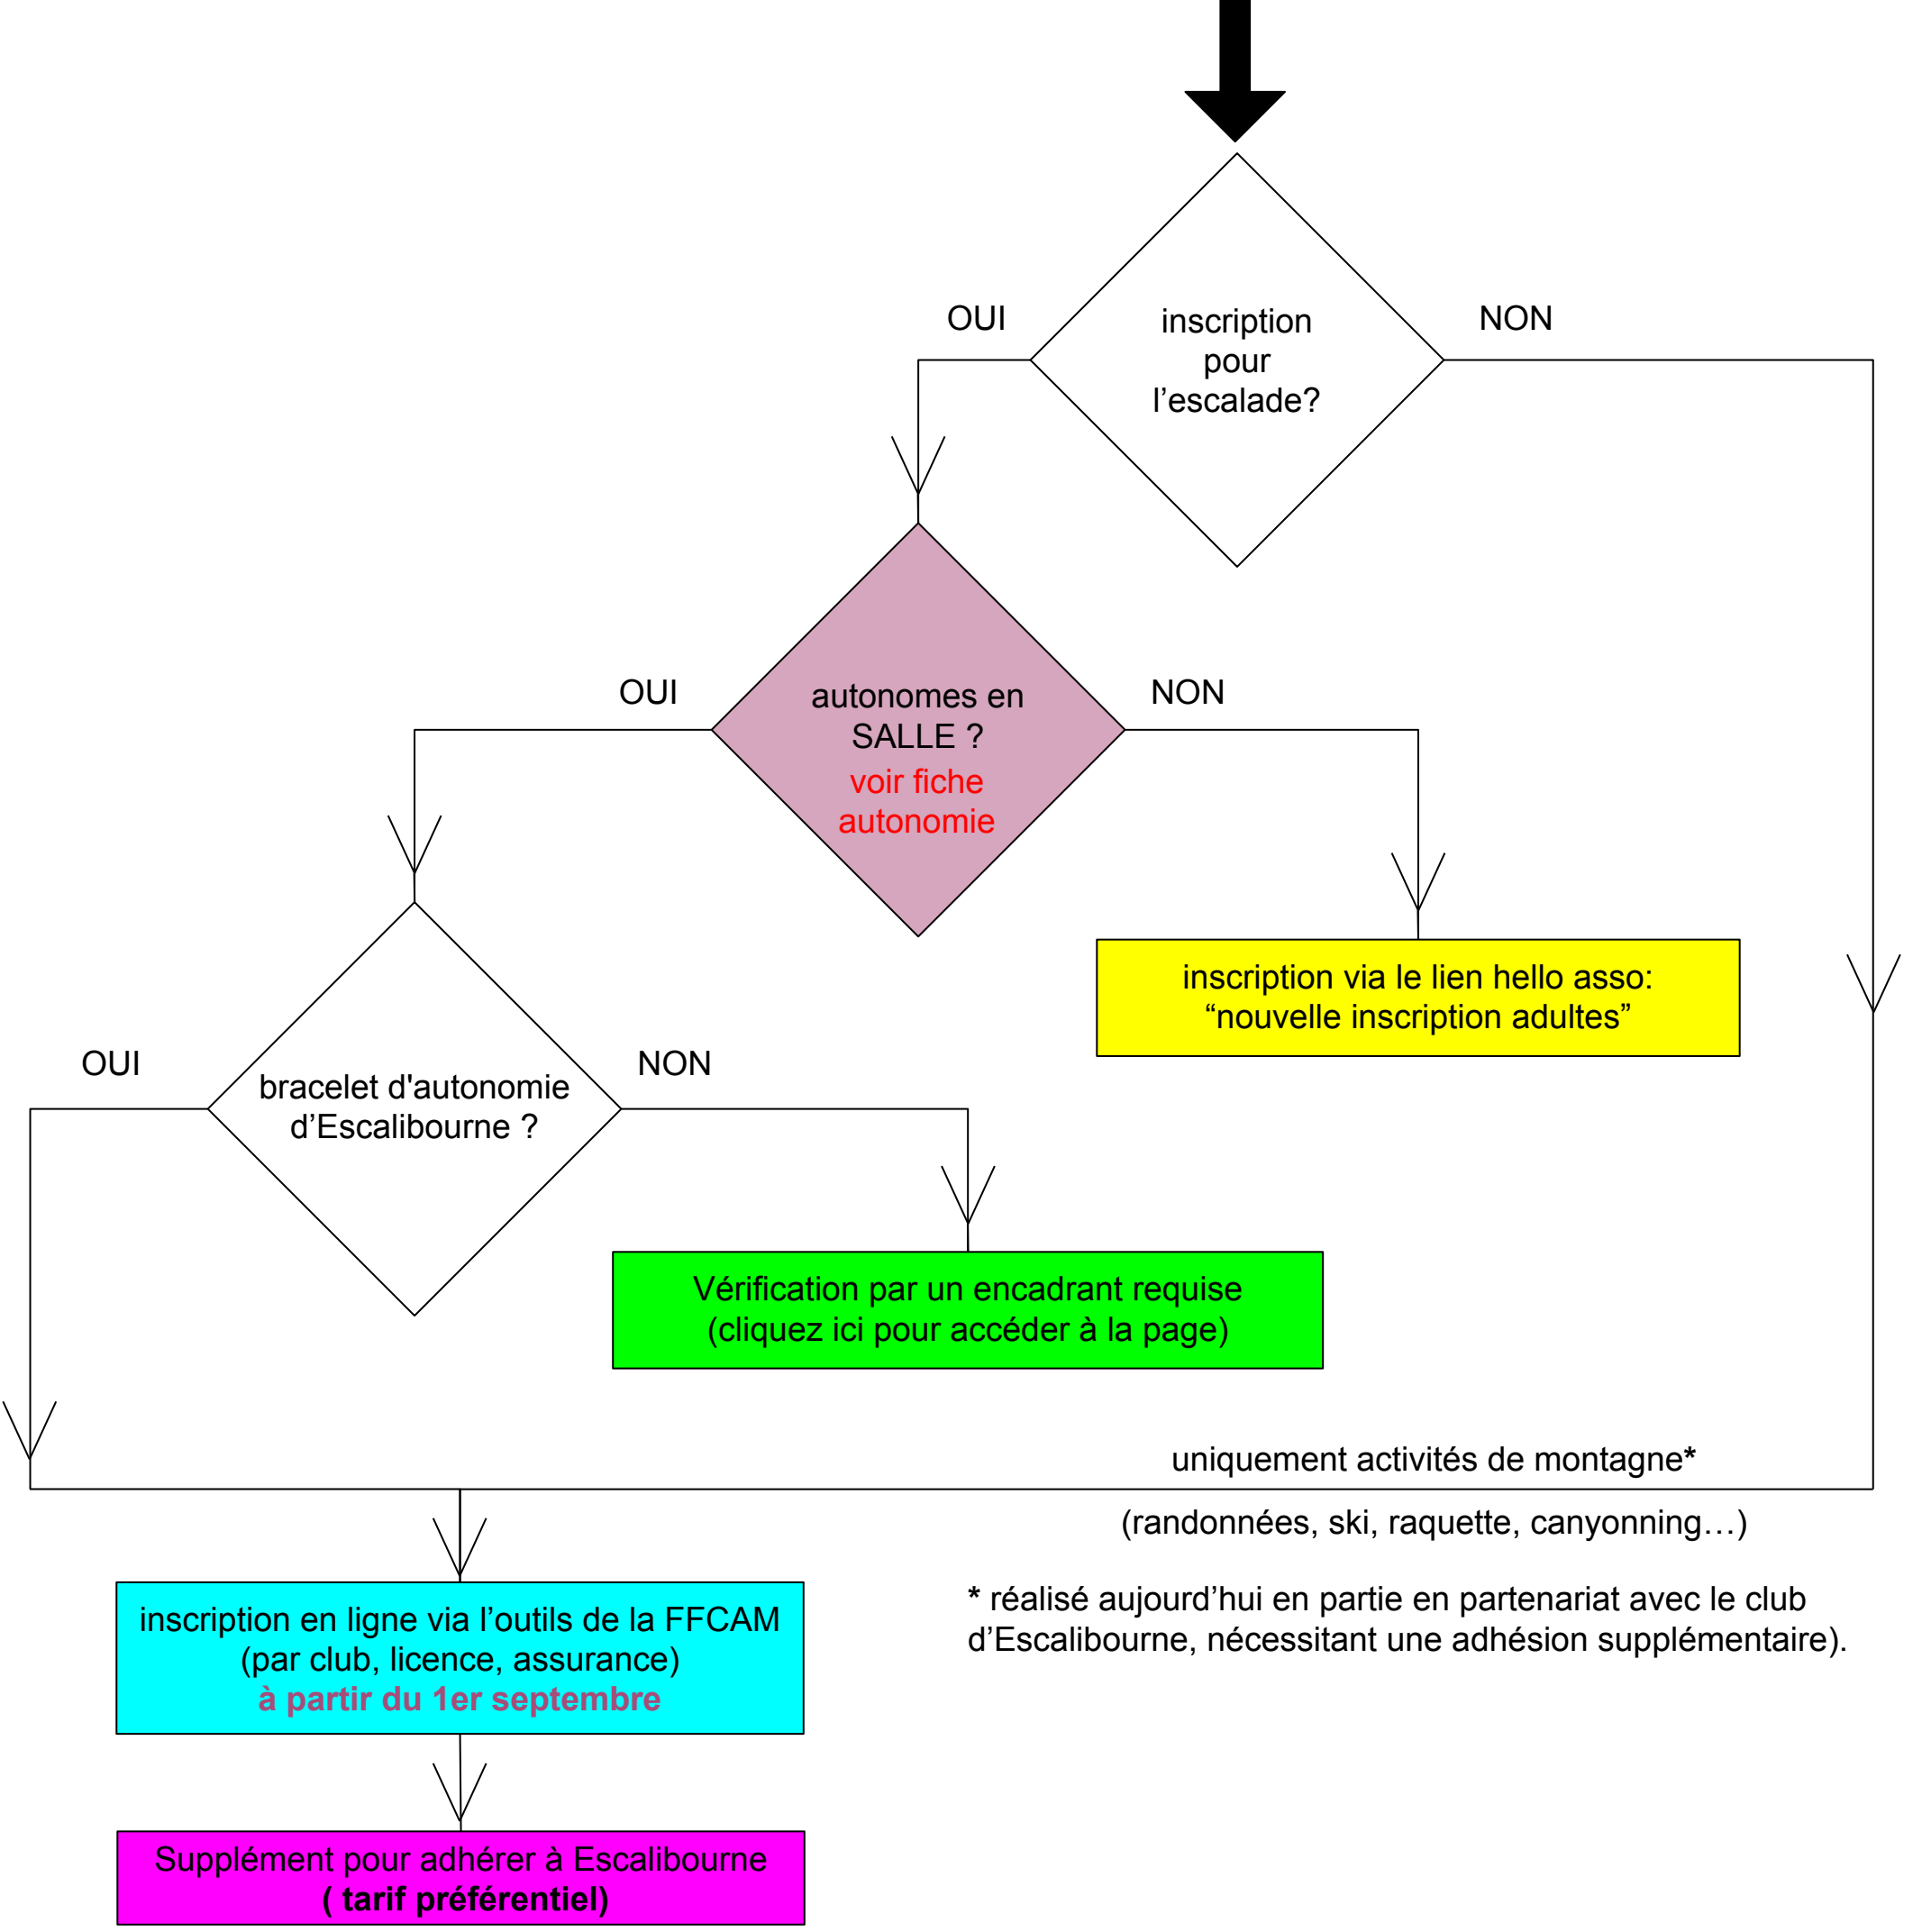 OUI
inscription
pour
l’escalade?
NON
OUI
autonomes en
SALLE ?
voir fiche
autonomie
NON
inscription via le lien hello asso:
“nouvelle inscription adultes”
OUI
bracelet d'autonomie
d’Escalibourne ?
NON
Vérification par un encadrant requise
(cliquez ici pour accéder à la page)
uniquement activités de montagne*
(randonnées, ski, raquette, canyonning…)
* réalisé aujourd’hui en partie en partenariat avec le club
d’Escalibourne, nécessitant une adhésion supplémentaire).
inscription en ligne via l’outils de la FFCAM
(par club, licence, assurance)
à partir du 1er septembre
Supplément pour adhérer à Escalibourne
( tarif préférentiel)